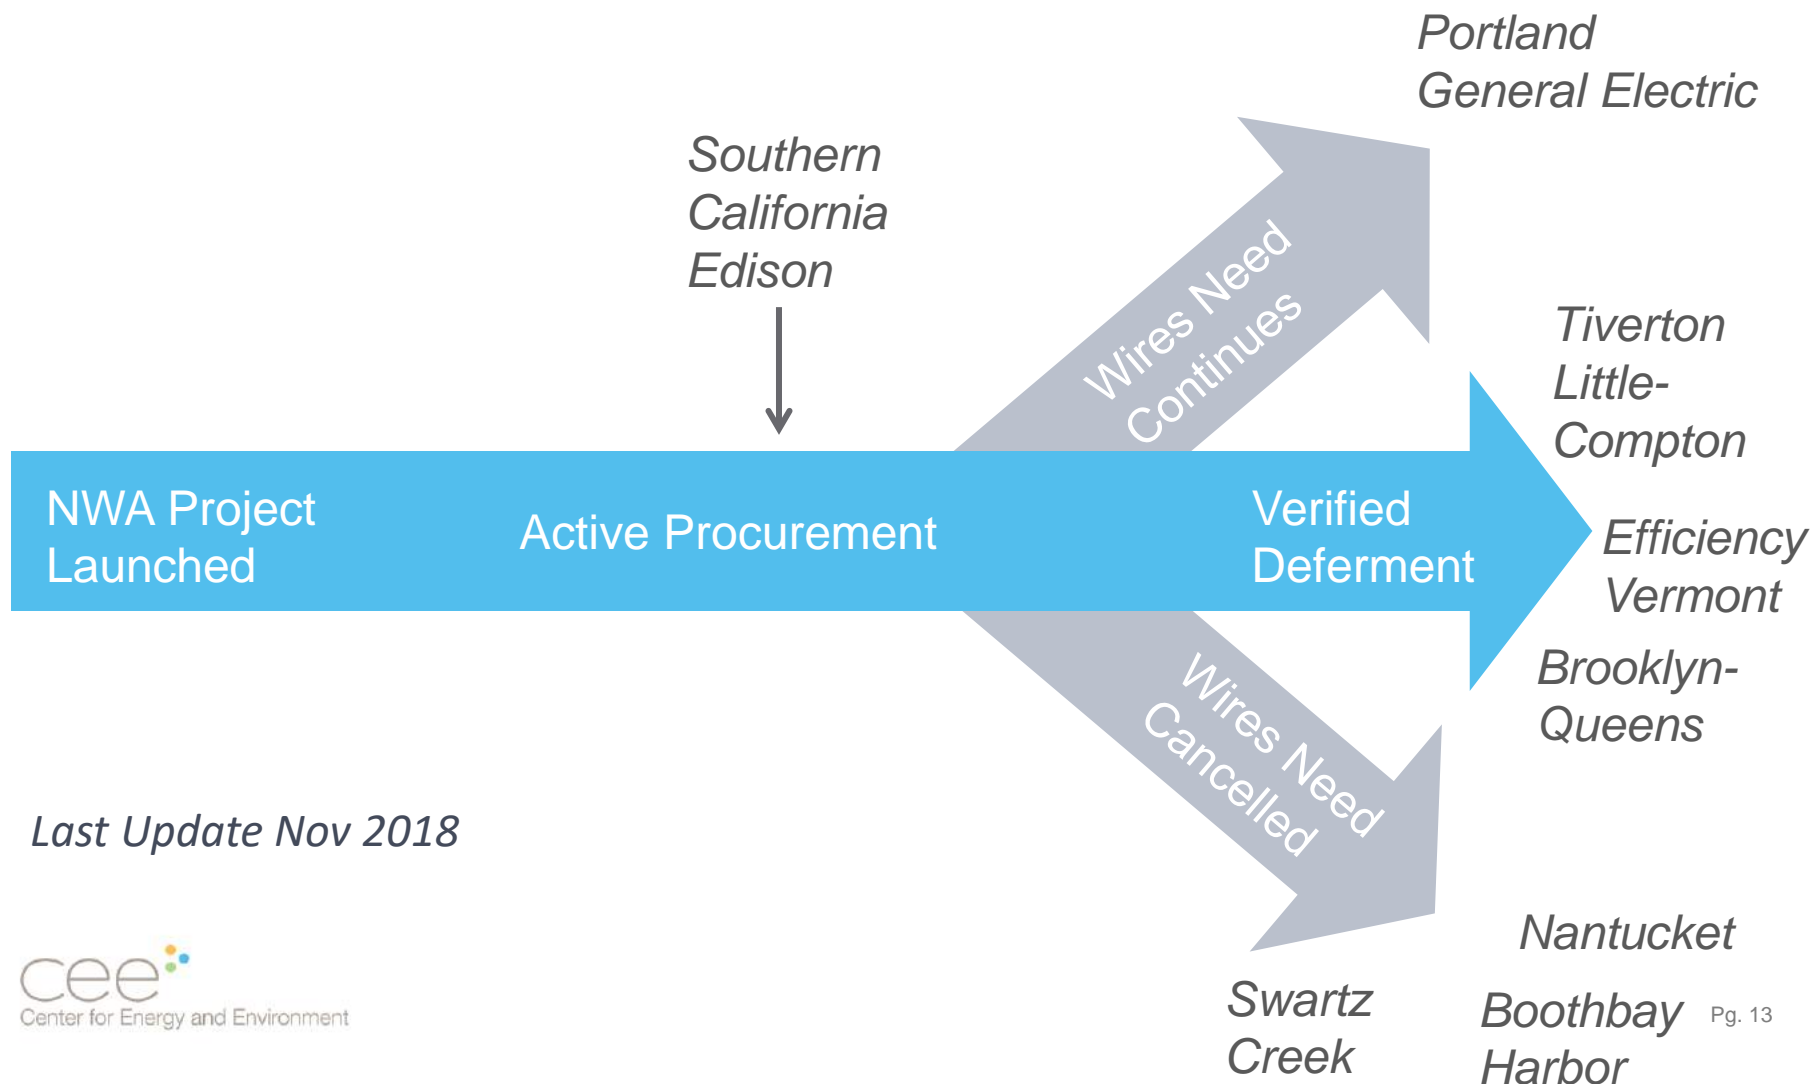 Portland
General Electric
Southern
California
Edison
Wires Need
Continues
Tiverton
Little-
Compton
NWA Project
Launched
Active Procurement
Verified
Deferment
Efficiency
Vermont
Brooklyn-
Queens
Wires Need
Cancelled
Last Update Nov 2018
Nantucket
cee
Center for Energy and Environment
Swartz
Creek
Boothbay
Harbor
Pg. 13